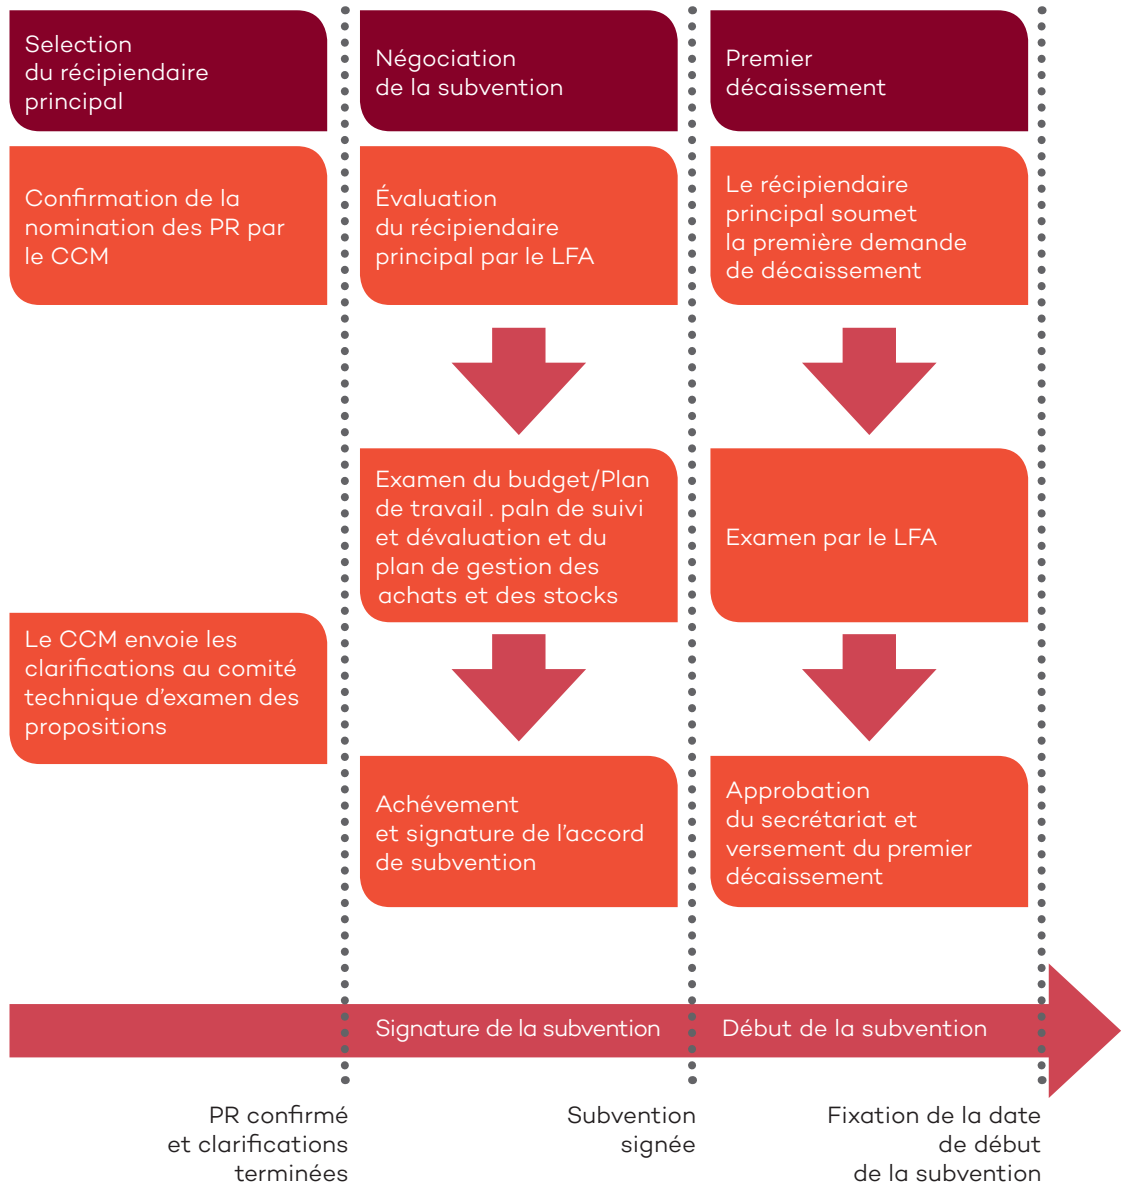 Selection
du récipiendaire
principal
Confirmation de la
nomination des PR par
le CCM
Le CCM envoie les
clarifications au comité
technique d'examen des
propositions
Négociation
de la subvention
Évaluation
du récipiendaire
principal par le LFA
Examen du budget/Plan
de travail . paln de suivi
et dévaluation et du
plan de gestion des
achats et des stocks
Achévement
et signature de l'accord
de subvention
Premier
décaissement
Le récipiendaire
principal soumet
la première demande
de décaissement
Examen par le LFA
Approbation
du secrétariat et
versement du premier
décaissement
Signature de la subvention
Début de la subvention
PR confirmé
et clarifications
terminées
Subvention
signée
Fixation de la date
de début
de la subvention